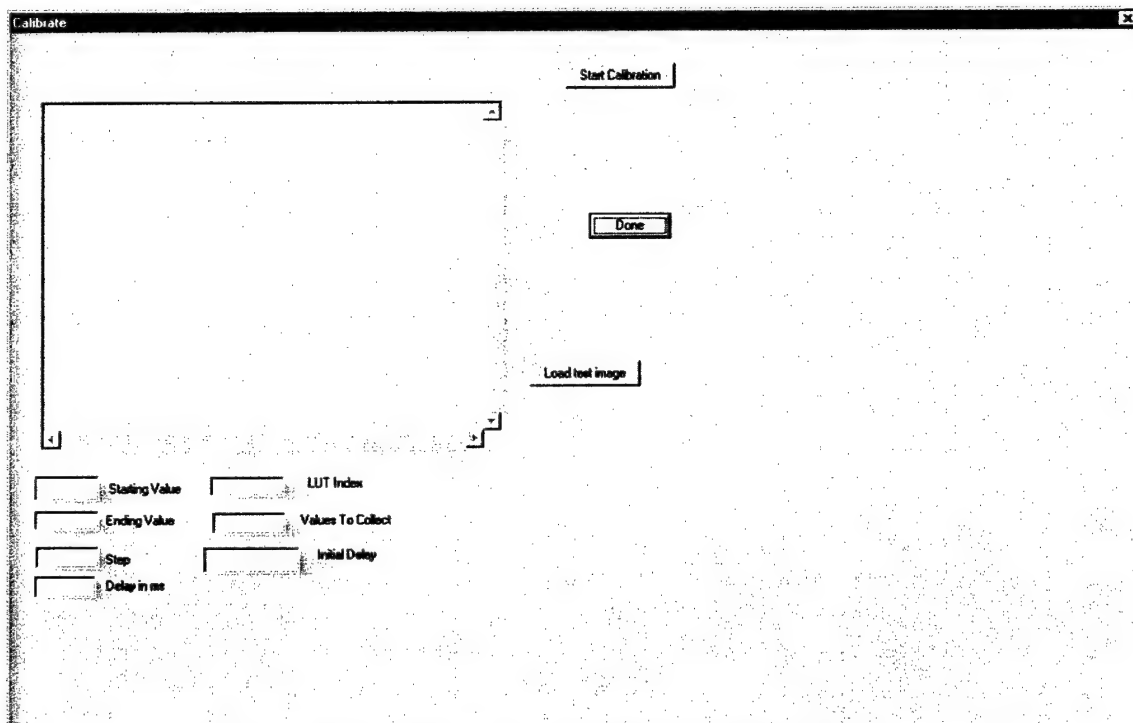 Calibrate
Start Calibration
Done
Load test image
Starting Value
LUT Index
Ending Value
Values To Collect
Step
Initial Delay
Delay in ms